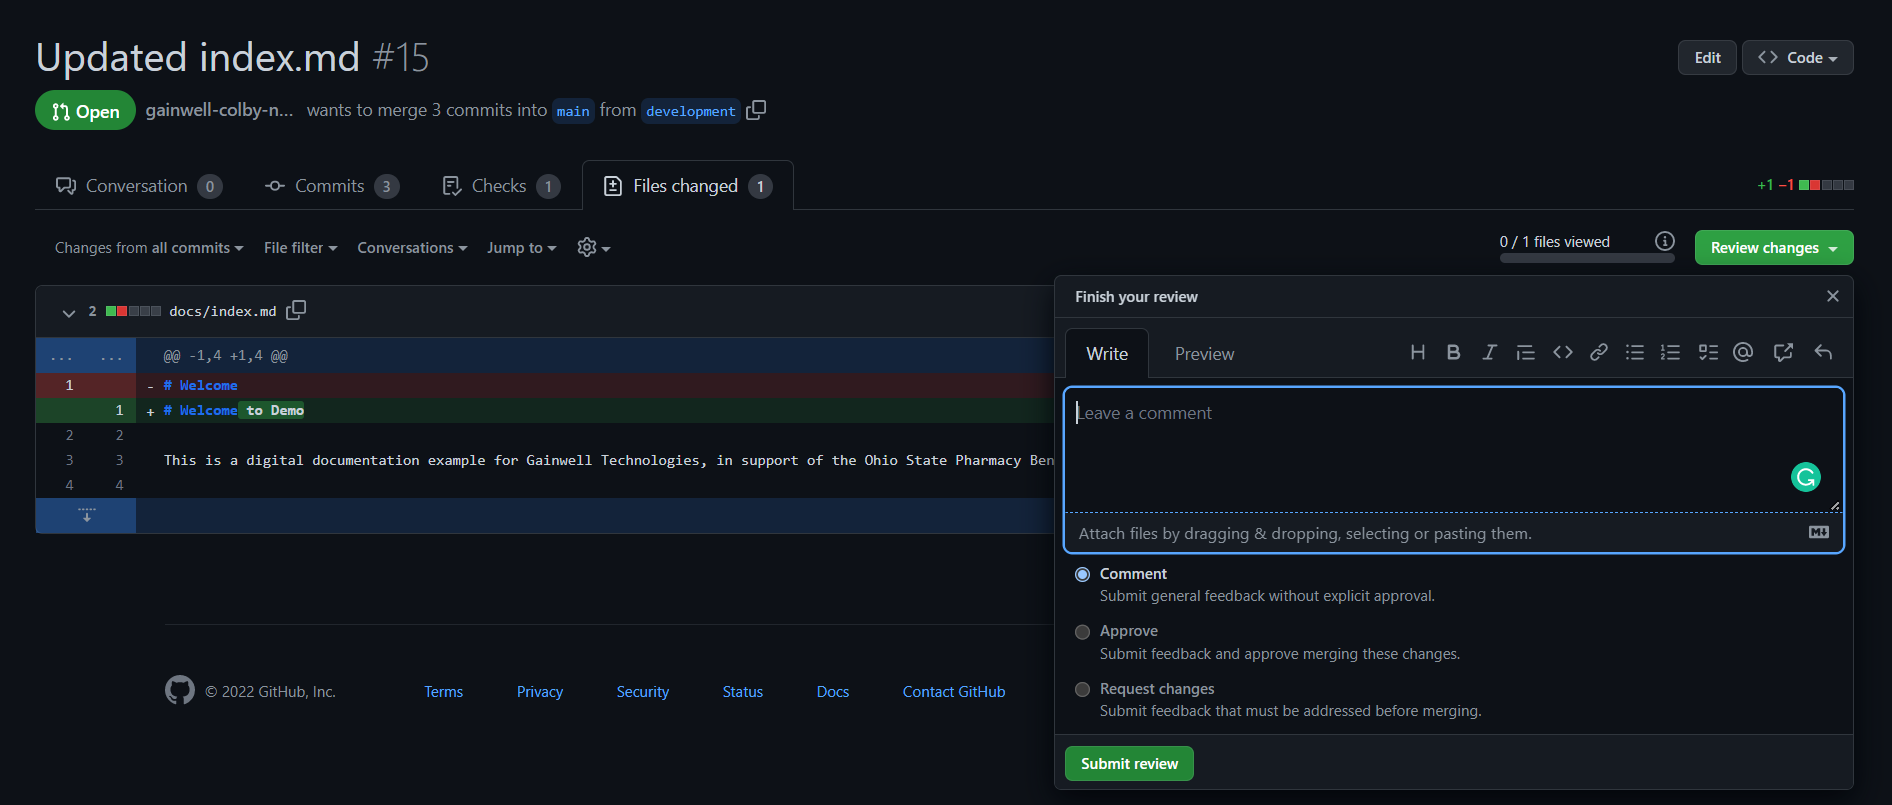 Updated index.md #15
Edit
Code
Open
gainwell-colby-n... wants to merge 3 commits into main from development
Conversation 0
Commits 3
Checks 1
Files changed 1
+1 −1
Changes from all commits
File filter
Conversations
Jump to
0 / 1 files viewed
Review changes
2 docs/index.md
... ... @@ -1,4 +1,4 @@
1 - # Welcome
1 + # Welcome to Demo
2 2
3 3 This is a digital documentation example for Gainwell Technologies, in support of the Ohio State Pharmacy Ben
4 4
Finish your review
Write
Preview
Leave a comment
Attach files by dragging & dropping, selecting or pasting them.
Comment
Submit general feedback without explicit approval.
Approve
Submit feedback and approve merging these changes.
Request changes
Submit feedback that must be addressed before merging.
Submit review
© 2022 GitHub, Inc.
Terms
Privacy
Security
Status
Docs
Contact GitHub